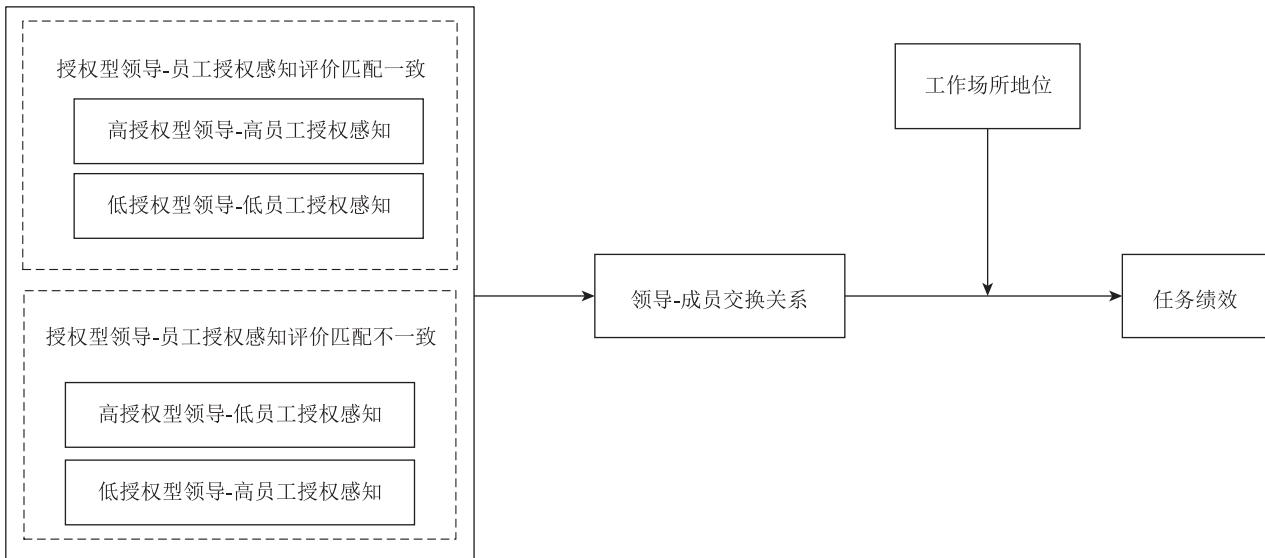 授权型领导-员工授权感知评价匹配一致
高授权型领导-高员工授权感知
低授权型领导-低员工授权感知
授权型领导-员工授权感知评价匹配不一致
高授权型领导-低员工授权感知
低授权型领导-高员工授权感知
领导-成员交换关系
工作场所地位
任务绩效